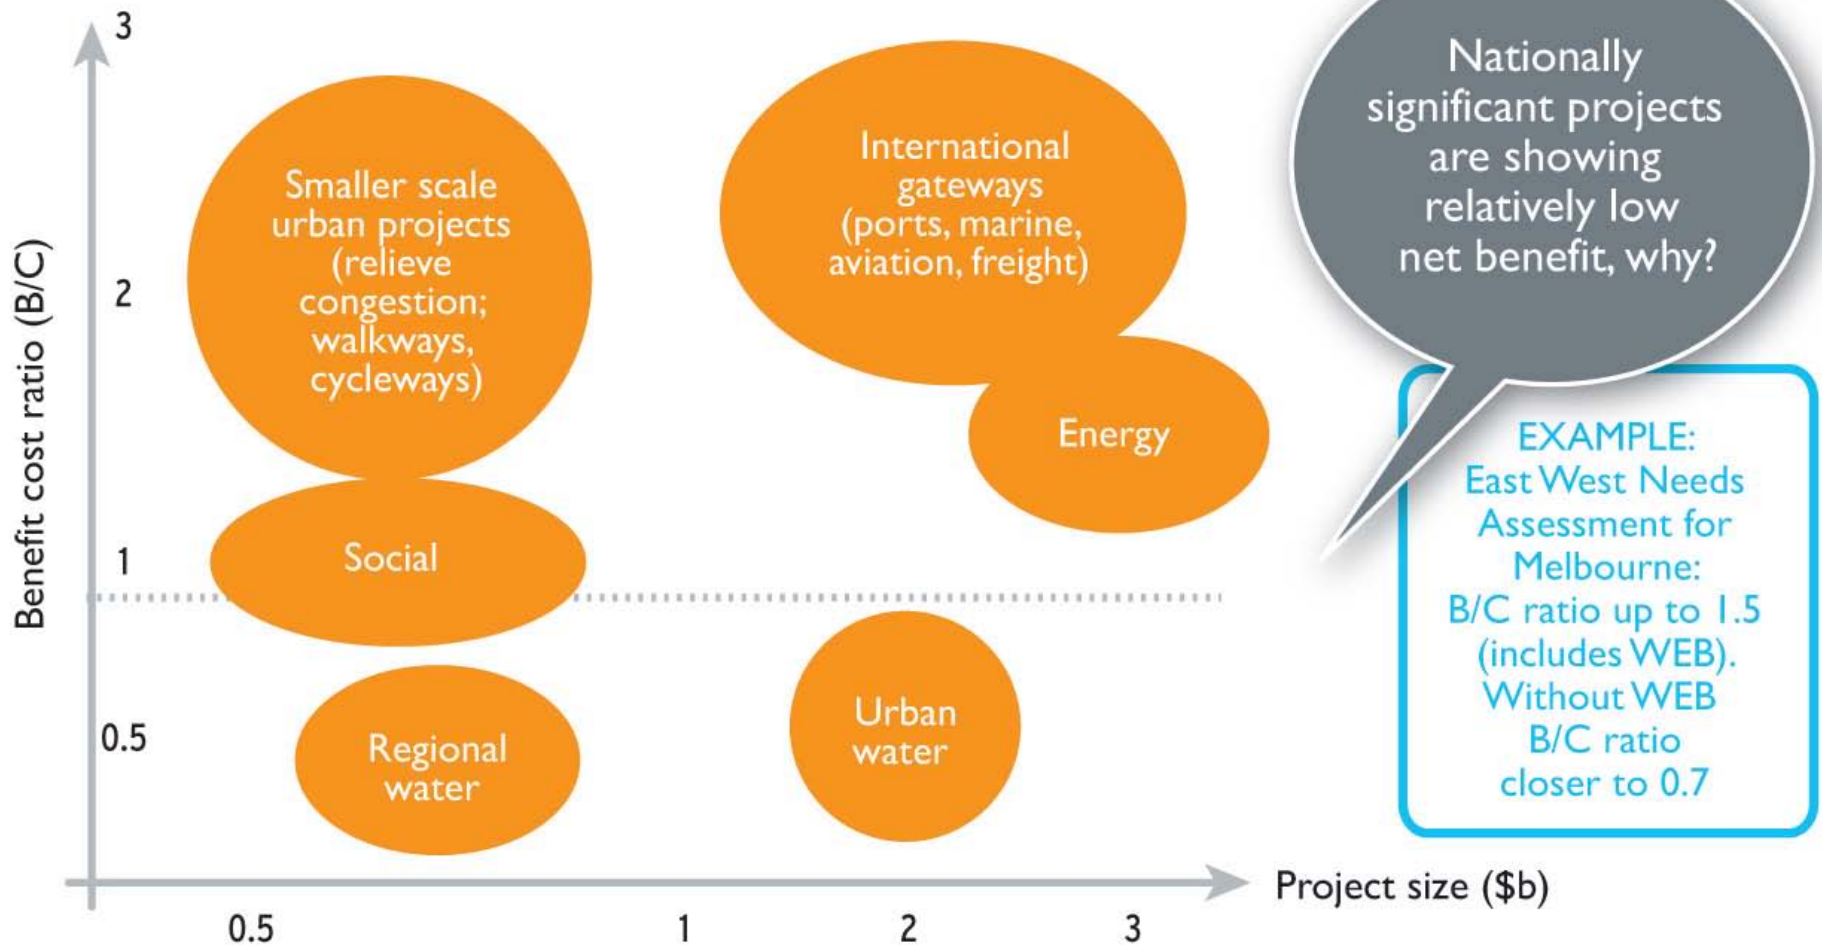 Benefit cost ratio (B/C)
3
2
1
0.5
Smaller scale
urban projects
(relieve
congestion;
walkways,
cycleways)
International
gateways
(ports, marine,
aviation, freight)
Energy
Social
Regional
water
Urban
water
Nationally
significant projects
are showing
relatively low
net benefit, why?
EXAMPLE:
East West Needs
Assessment for
Melbourne:
B/C ratio up to 1.5
(includes WEB).
Without WEB
B/C ratio
closer to 0.7
0.5
1
2
3
Project size ($b)